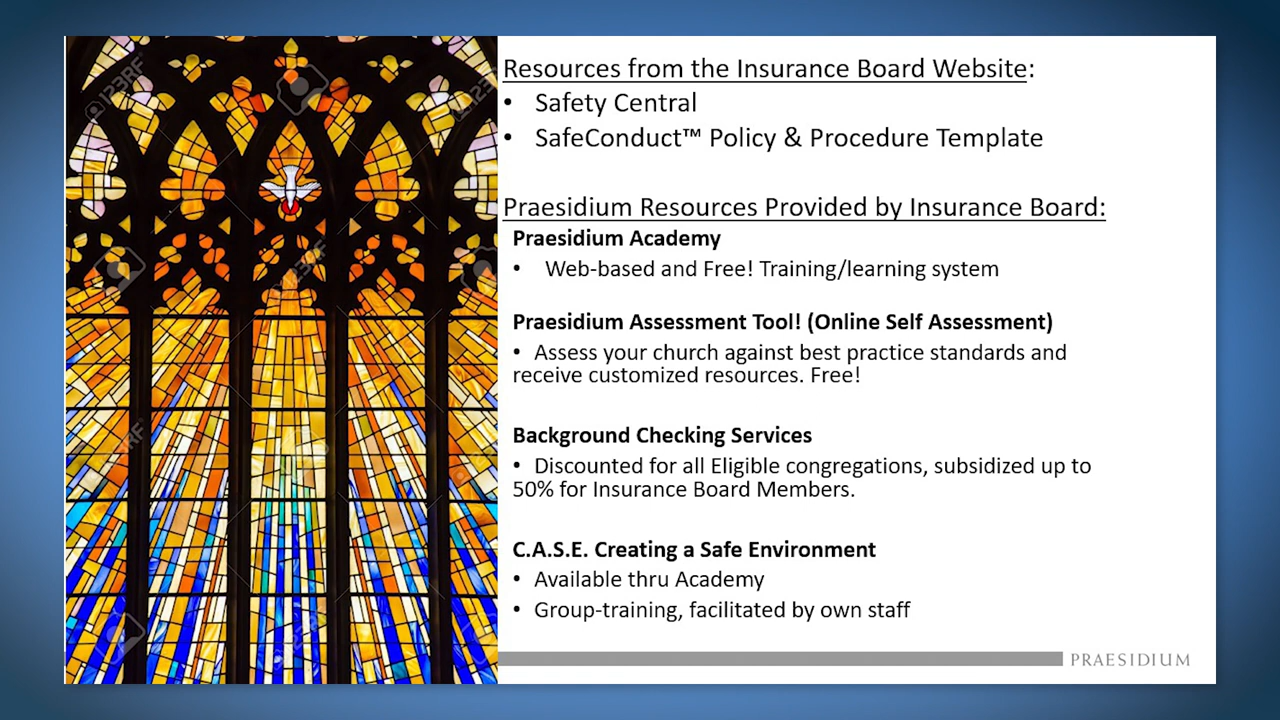 Resources from the Insurance Board Website:
• Safety Central
• SafeConduct™ Policy & Procedure Template
Praesidium Resources Provided by Insurance Board:
Praesidium Academy
• Web-based and Free! Training/learning system
Praesidium Assessment Tool! (Online Self Assessment)
• Assess your church against best practice standards and
receive customized resources. Free!
Background Checking Services
• Discounted for all Eligible congregations, subsidized up to
50% for Insurance Board Members.
C.A.S.E. Creating a Safe Environment
• Available thru Academy
• Group-training, facilitated by own staff
PRAESIDIUM
123RF
123RF
123RF